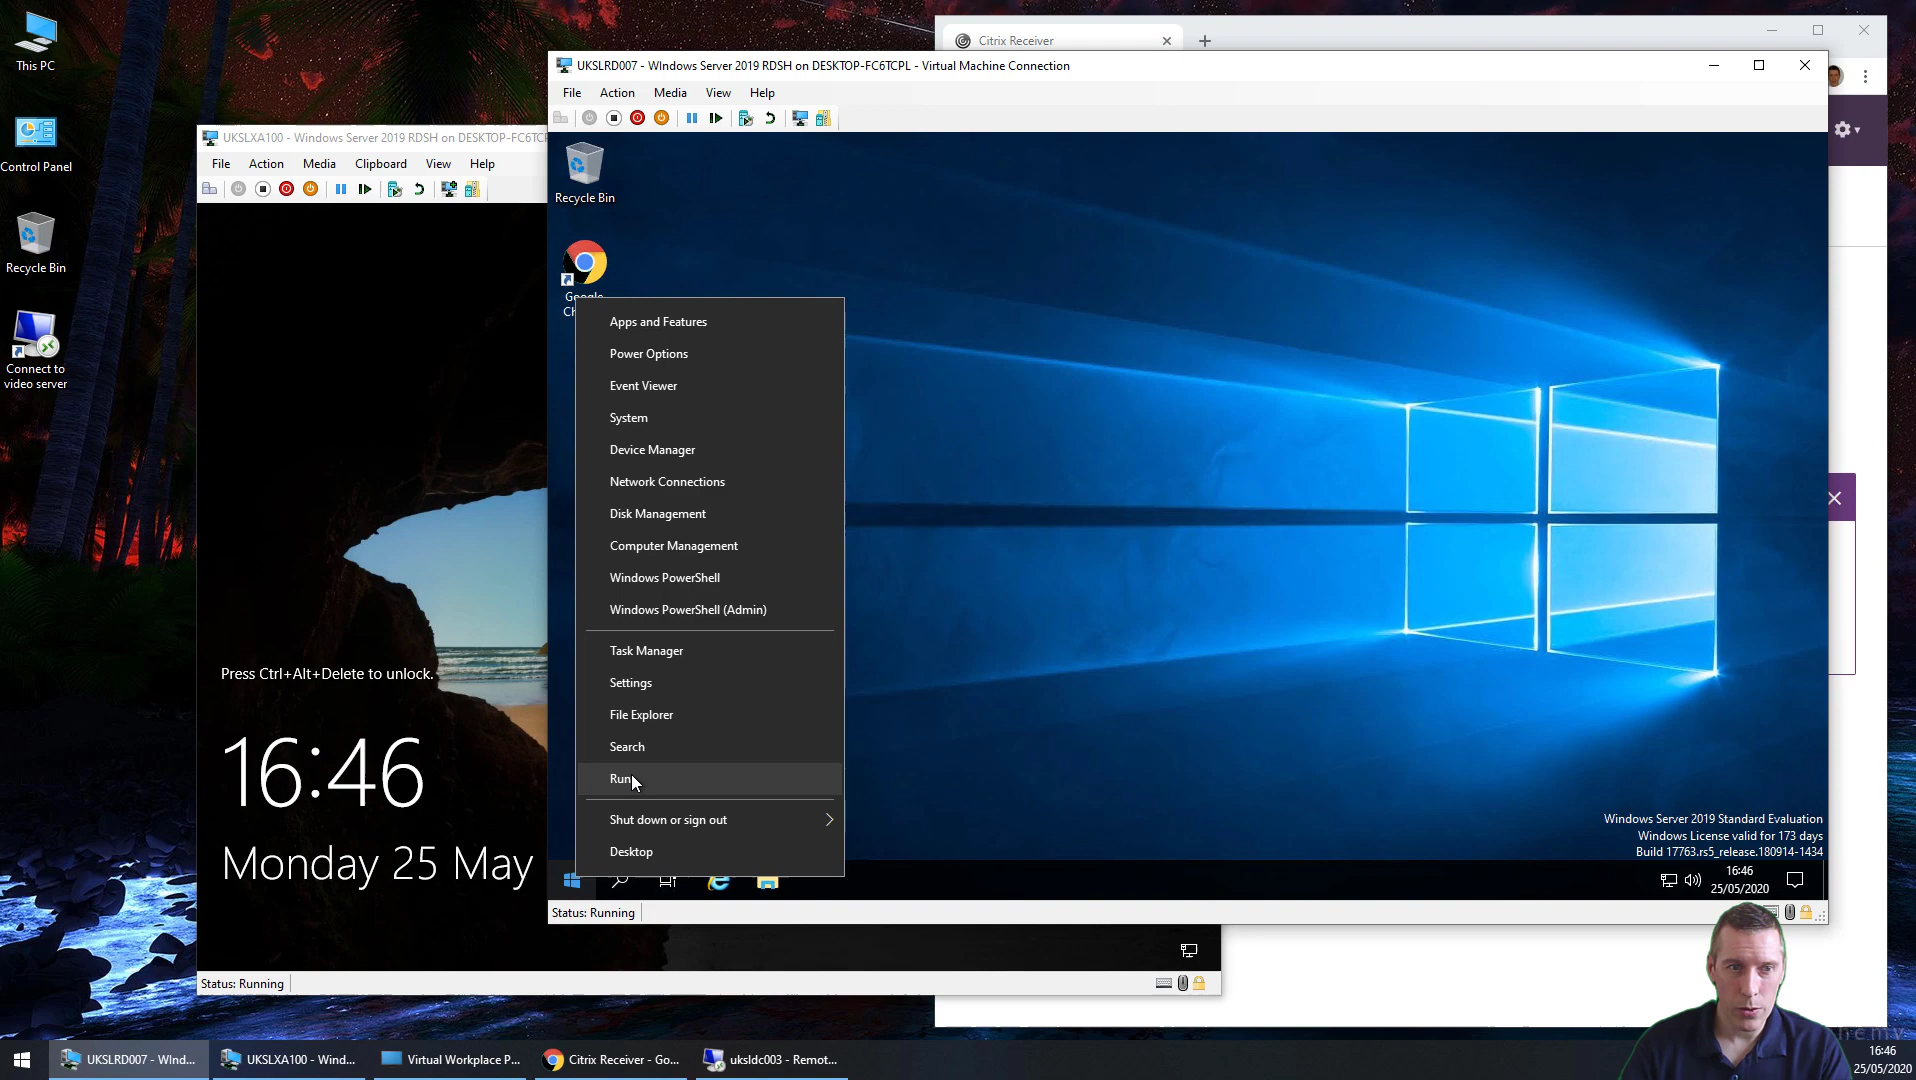 This PC
Control Panel
Recycle Bin
Connect to
video server
Citrix Receiver
UKSLRD007 - WIndows Server 2019 RDSH on DESKTOP-FC6TCPL - Virtual Machine Connection
File Action Media View Help
UKSLXA100 - Windows Server 2019 RDSH on DESKTOP-FC6TCP
File Action Media Clipboard View Help
Recycle Bin
Google
Apps and Features
Power Options
Event Viewer
System
Device Manager
Network Connections
Disk Management
Computer Management
Windows PowerShell
Windows PowerShell (Admin)
Task Manager
Settings
File Explorer
Search
Run
Shut down or sign out
Desktop
Press Ctrl+Alt+Delete to unlock.
16:46
Monday 25 May
Windows Server 2019 Standard Evaluation
Windows License valid for 173 days
Build 17763.rs5_release.180914-1434
16:46
25/05/2020
Status: Running
Status: Running
UKSLRD007 - WInd...
UKSLXA100 - Wind...
Virtual Workplace P...
Citrix Receiver - Go...
uksldc003 - Remot...
16:46
25/05/2020